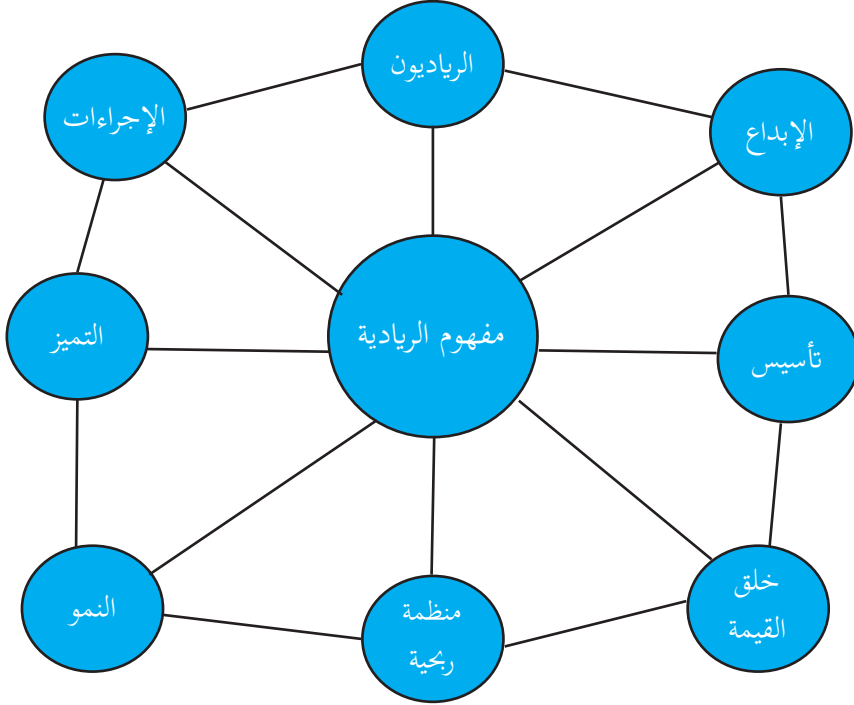 الرياديون
الإبداع
الإجراءات
مفهوم الريادية
التميز
تأسيس
خلق
القيمة
منظمة
ربحية
النمو